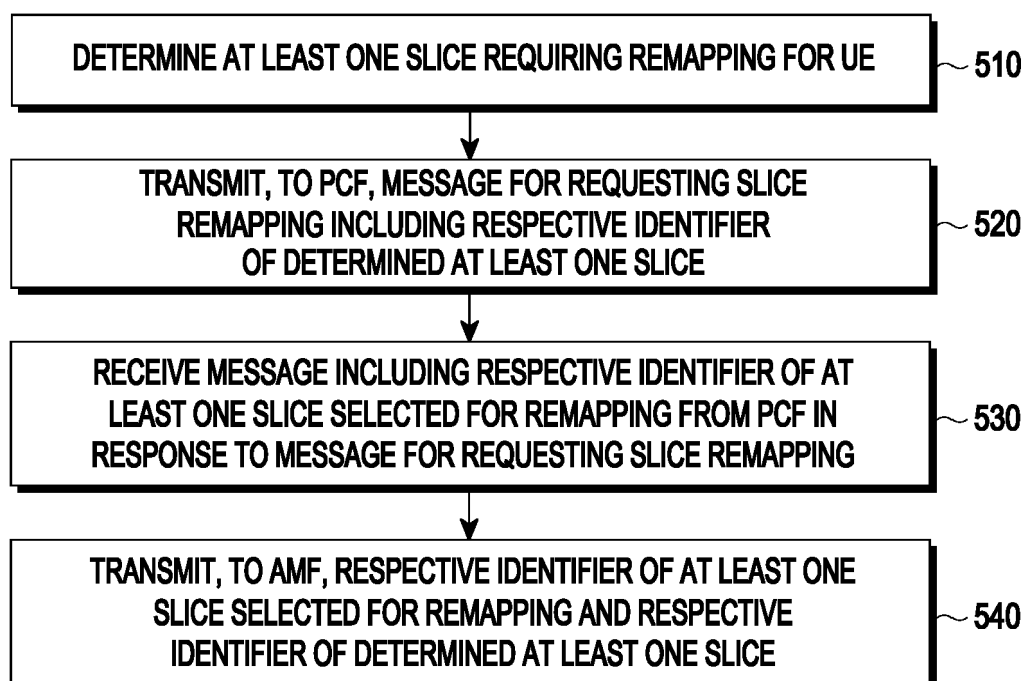 DETERMINE AT LEAST ONE SLICE REQUIRING REMAPPING FOR UE
510
TRANSMIT, TO PCF, MESSAGE FOR REQUESTING SLICE
REMAPPING INCLUDING RESPECTIVE IDENTIFIER
OF DETERMINED AT LEAST ONE SLICE
520
RECEIVE MESSAGE INCLUDING RESPECTIVE IDENTIFIER OF AT
LEAST ONE SLICE SELECTED FOR REMAPPING FROM PCF IN
RESPONSE TO MESSAGE FOR REQUESTING SLICE REMAPPING
530
TRANSMIT, TO AMF, RESPECTIVE IDENTIFIER OF AT LEAST ONE
SLICE SELECTED FOR REMAPPING AND RESPECTIVE
IDENTIFIER OF DETERMINED AT LEAST ONE SLICE
540